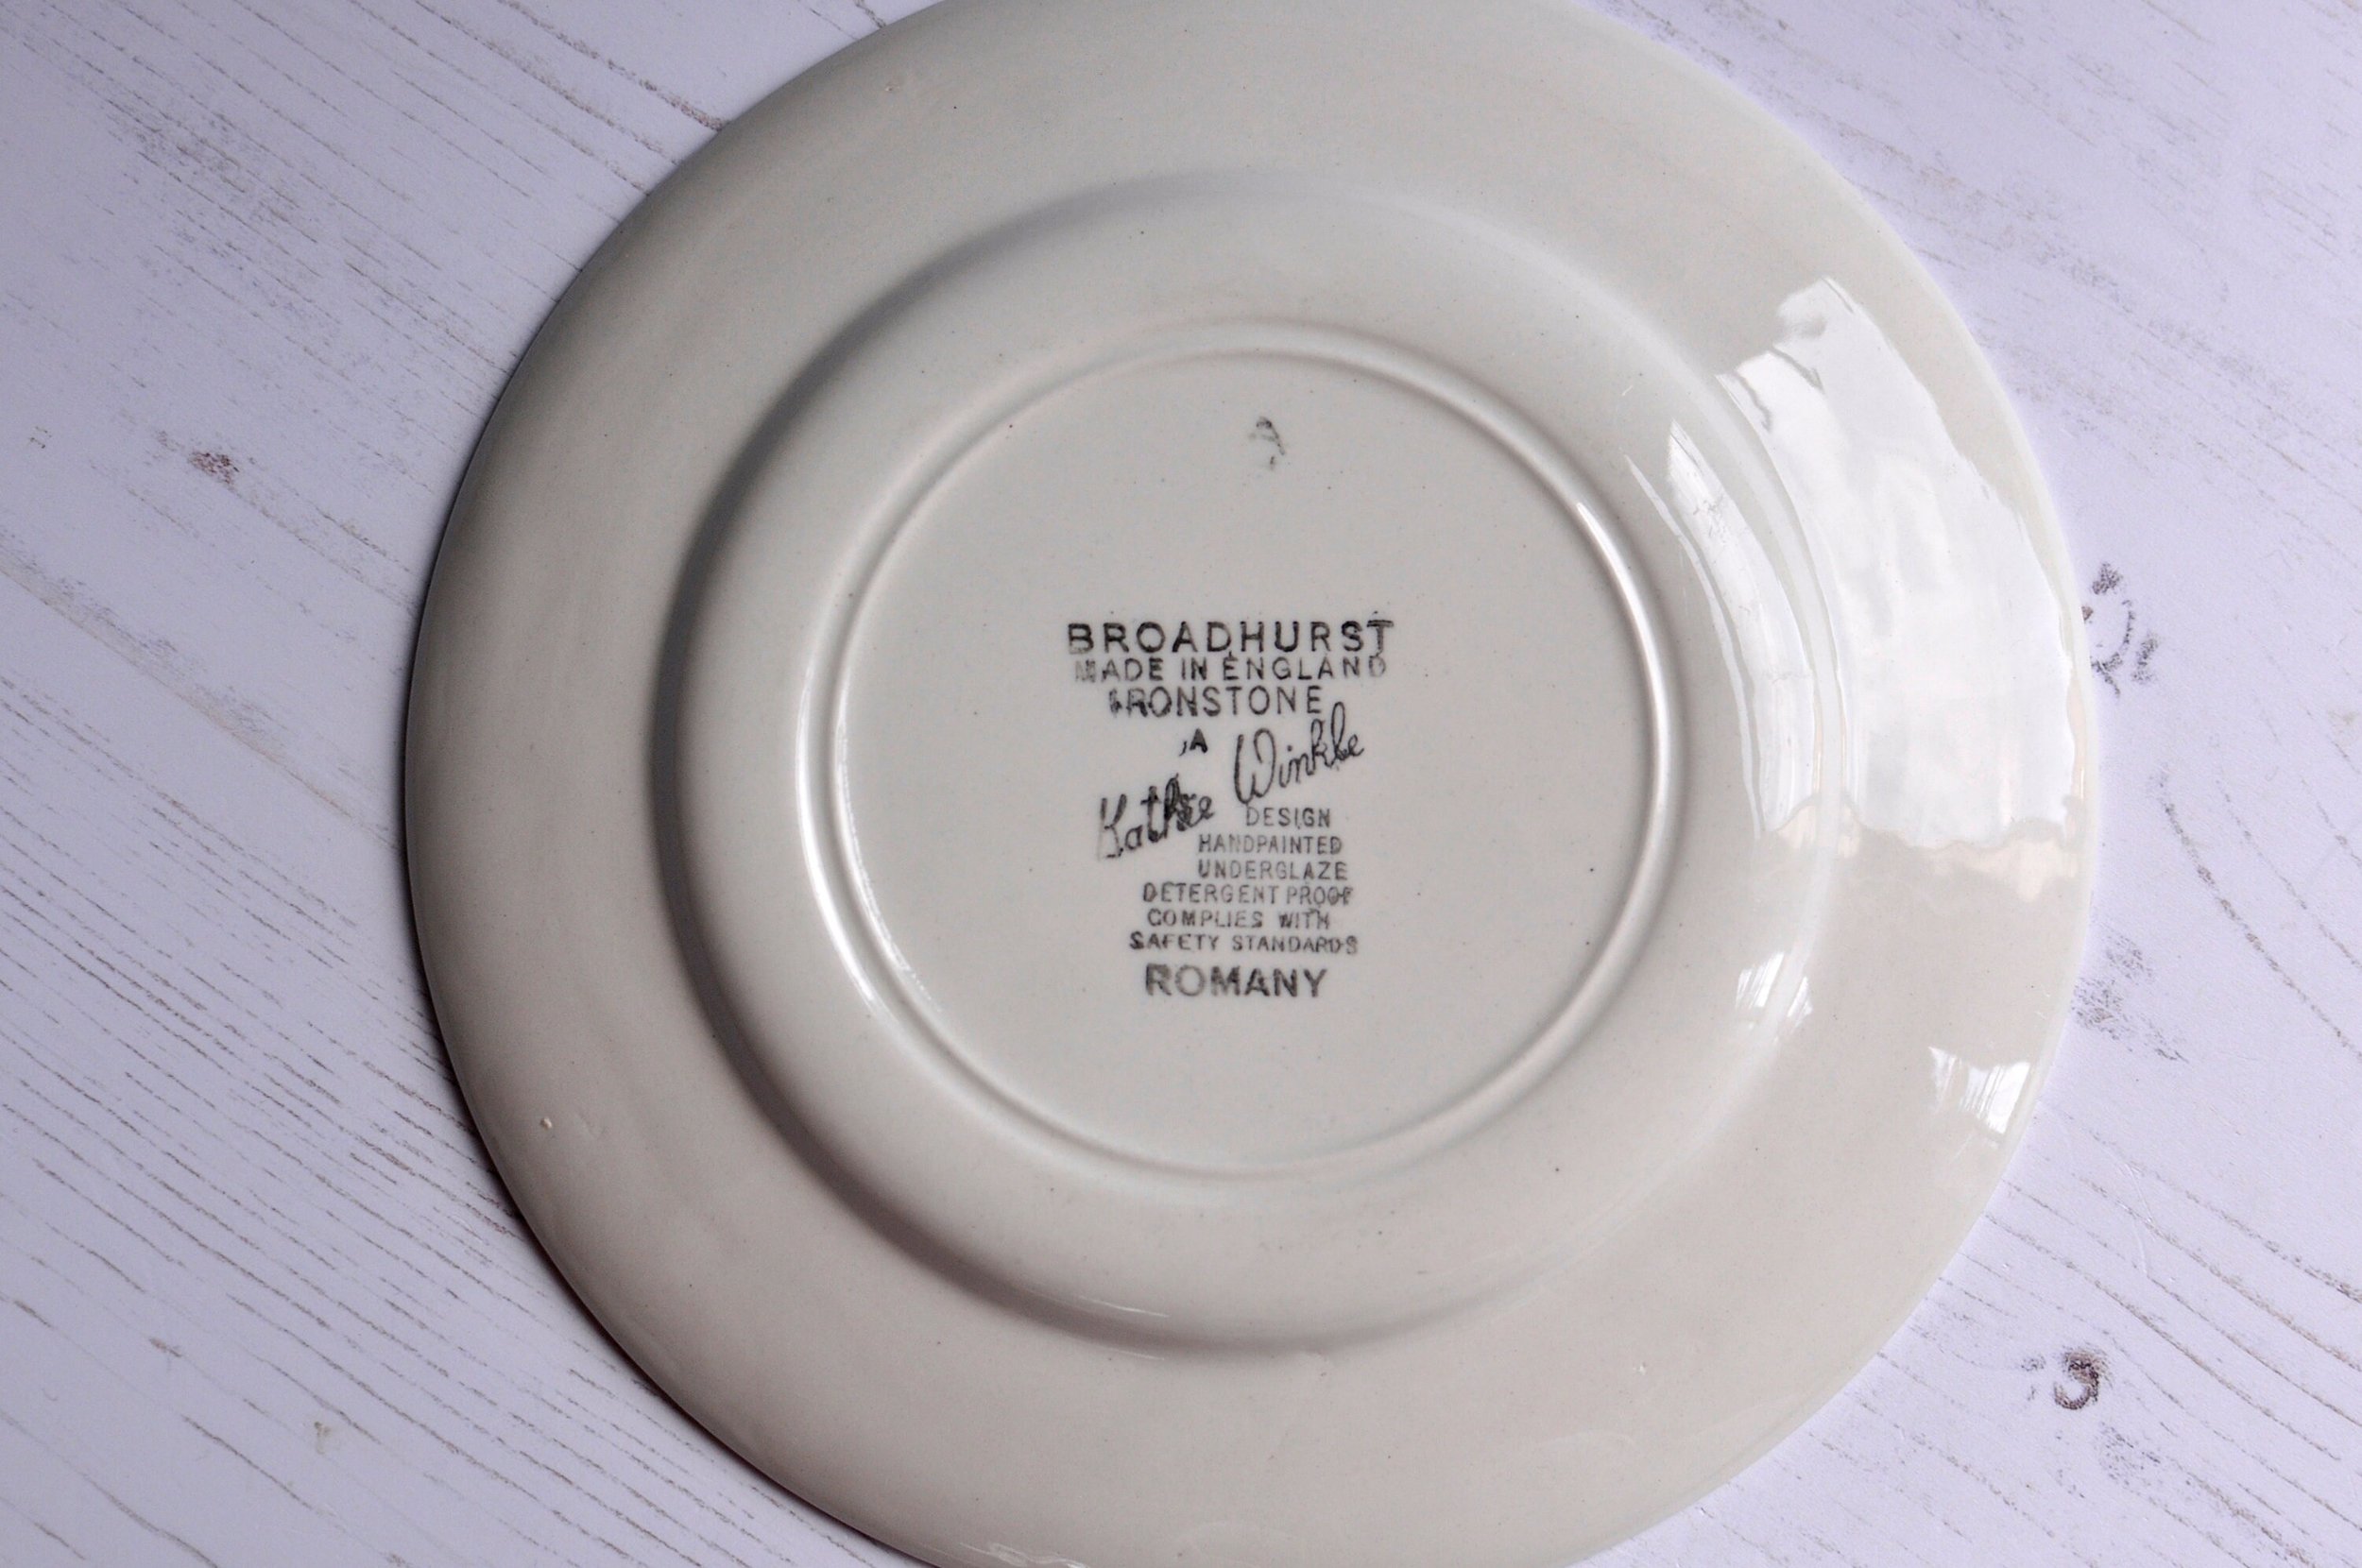 BROADHURST
MADE IN ENGLAND
IRONSTONE
A
Kathie Winkle
DESIGN
HANDPAINTED
UNDERGLAZE
DETERGENT PROOF
COMPLIES WITH
SAFETY STANDARDS
ROMANY